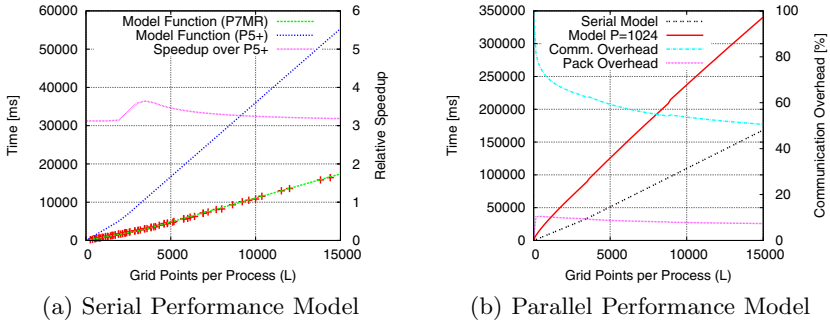 60000
50000
40000
30000
20000
10000
0
Time [ms]
Model Function (P7MR)
Model Function (P5+)
Speedup over P5+
6
5
4
3
2
1
0
Relative Speedup
0 5000 10000 15000
Grid Points per Process (L)
(a) Serial Performance Model
350000
300000
250000
200000
150000
100000
50000
0
Time [ms]
Serial Model
Model P=1024
Comm. Overhead
Pack Overhead
100
80
60
40
20
0
Communication Overhead [%]
0 5000 10000 15000
Grid Points per Process (L)
(b) Parallel Performance Model